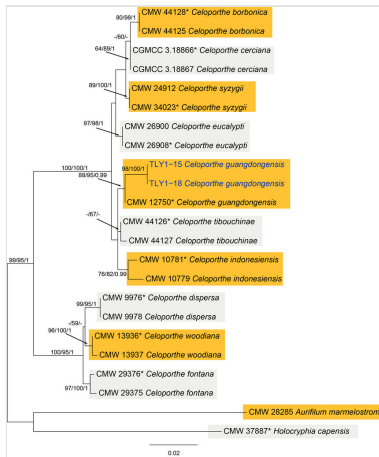 80/98/1
CMW 44128* Celoporthe borbonica
CMW 44125 Celoporthe borbonica
-/60/-
64/89/1
CGMCC 3.18866* Celoporthe cerciana
CGMCC 3.18867 Celoporthe cerciana
89/100/1
CMW 24912 Celoporthe syzygii
CMW 34023* Celoporthe syzygii
97/98/1
CMW 26900 Celoporthe eucalypti
CMW 26908* Celoporthe eucalypti
100/100/1
88/95/0.99
98/100/1
TLY1-15 Celoporthe guangdongensis
TLY1-18 Celoporthe guangdongensis
CMW 12750* Celoporthe guangdongensis
-/67/-
CMW 44126* Celoporthe tibouchinae
CMW 44127 Celoporthe tibouchinae
CMW 10781* Celoporthe indonesiensis
CMW 10779 Celoporthe indonesiensis
76/82/0.99
99/95/1
99/95/1
CMW 9976* Celoporthe dispersa
CMW 9978 Celoporthe dispersa
-/59/-
96/100/1
CMW 13936* Celoporthe woodiana
CMW 13937 Celoporthe woodiana
100/95/1
CMW 29376* Celoporthe fontana
CMW 29375 Celoporthe fontana
97/100/1
CMW 28285 Aurifilum marmelostrom
CMW 37887* Holocryphia capensis
0.02